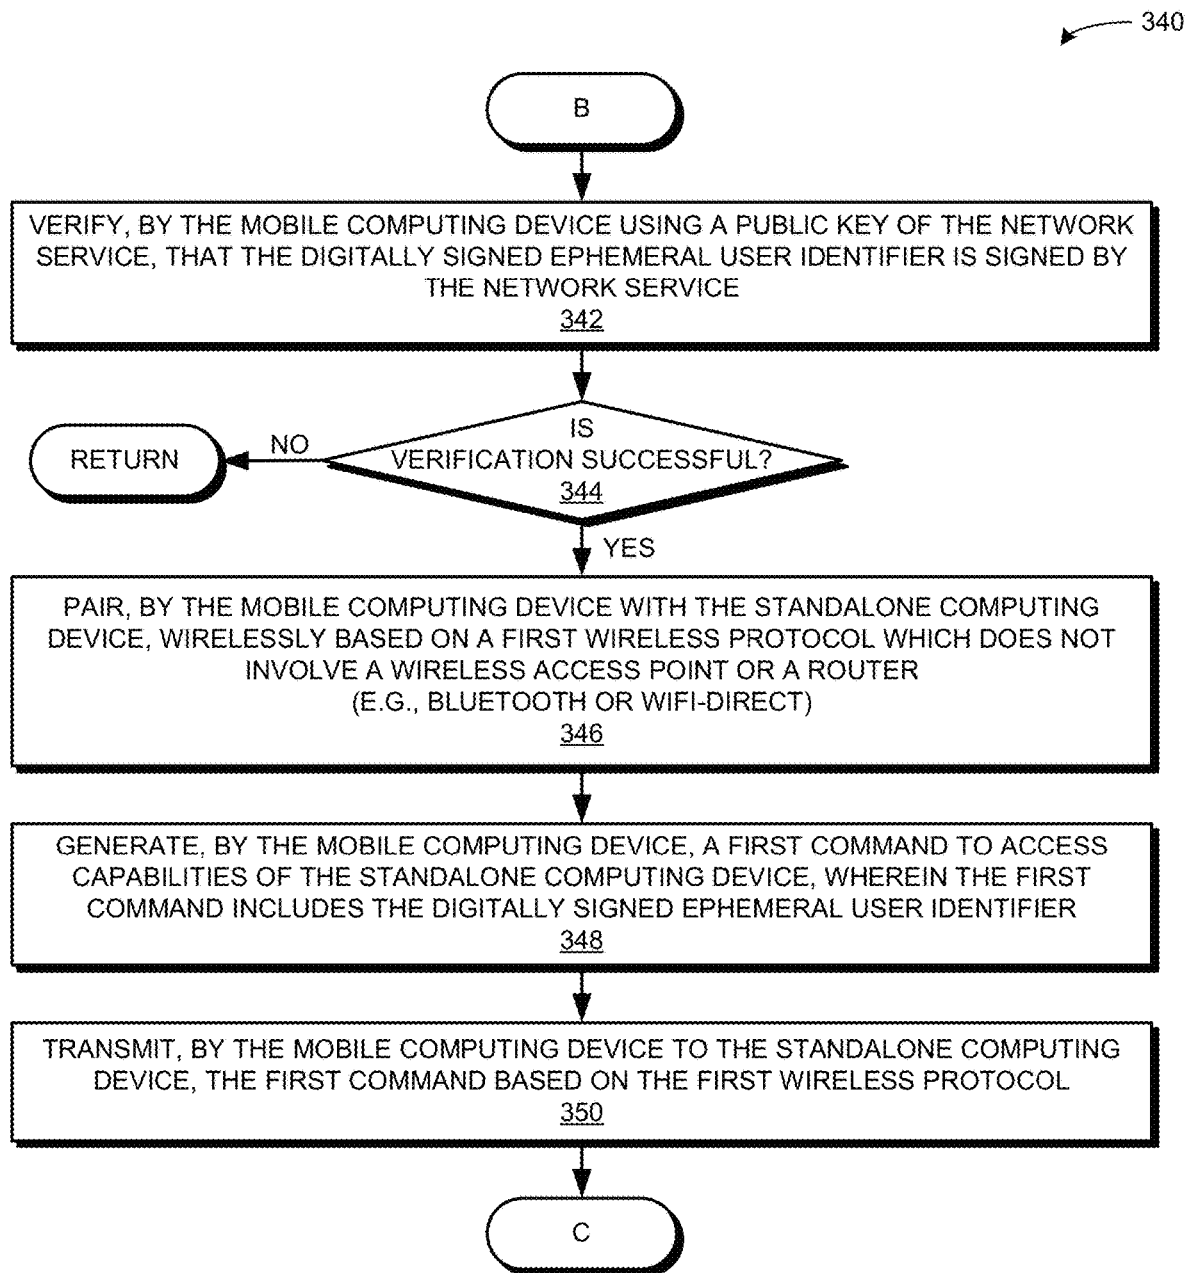 340
B
VERIFY, BY THE MOBILE COMPUTING DEVICE USING A PUBLIC KEY OF THE NETWORK
SERVICE, THAT THE DIGITALLY SIGNED EPHEMERAL USER IDENTIFIER IS SIGNED BY
THE NETWORK SERVICE
342
IS
VERIFICATION SUCCESSFUL?
344
NO
RETURN
YES
PAIR, BY THE MOBILE COMPUTING DEVICE WITH THE STANDALONE COMPUTING
DEVICE, WIRELESSLY BASED ON A FIRST WIRELESS PROTOCOL WHICH DOES NOT
INVOLVE A WIRELESS ACCESS POINT OR A ROUTER
(E.G., BLUETOOTH OR WIFI-DIRECT)
346
GENERATE, BY THE MOBILE COMPUTING DEVICE, A FIRST COMMAND TO ACCESS
CAPABILITIES OF THE STANDALONE COMPUTING DEVICE, WHEREIN THE FIRST
COMMAND INCLUDES THE DIGITALLY SIGNED EPHEMERAL USER IDENTIFIER
348
TRANSMIT, BY THE MOBILE COMPUTING DEVICE TO THE STANDALONE COMPUTING
DEVICE, THE FIRST COMMAND BASED ON THE FIRST WIRELESS PROTOCOL
350
C